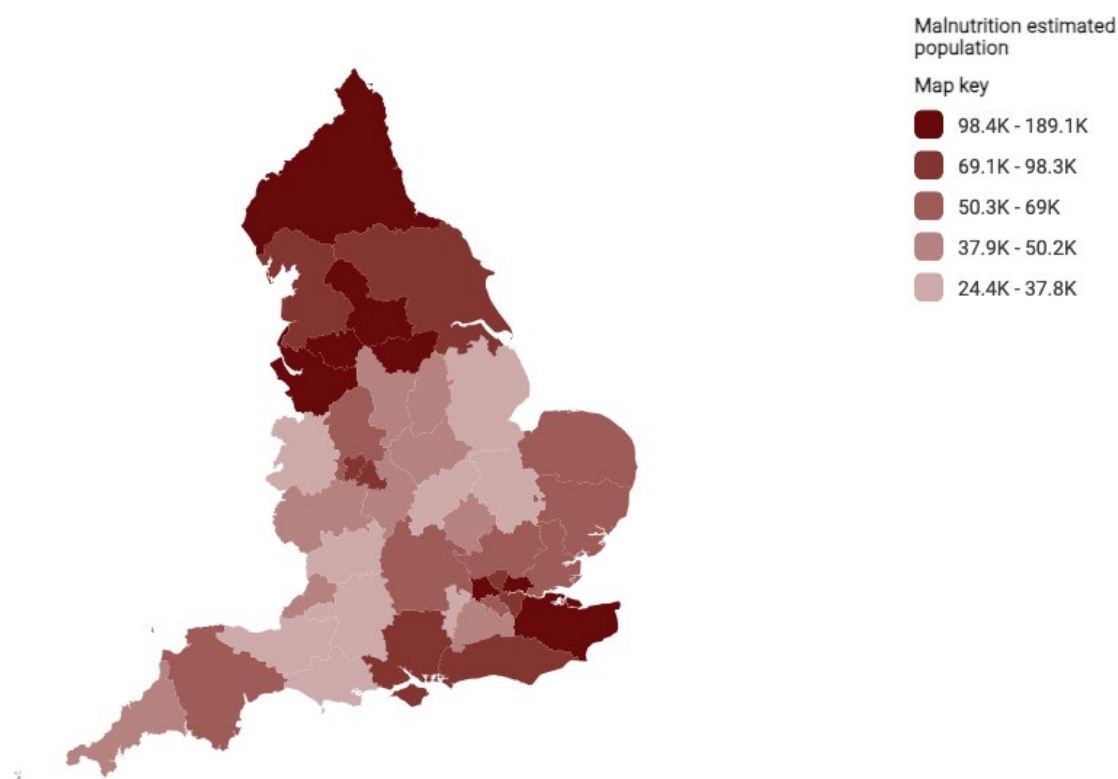 Malnutrition estimated
population
Map key
98.4K - 189.1K
69.1K - 98.3K
50.3K - 69K
37.9K - 50.2K
24.4K - 37.8K